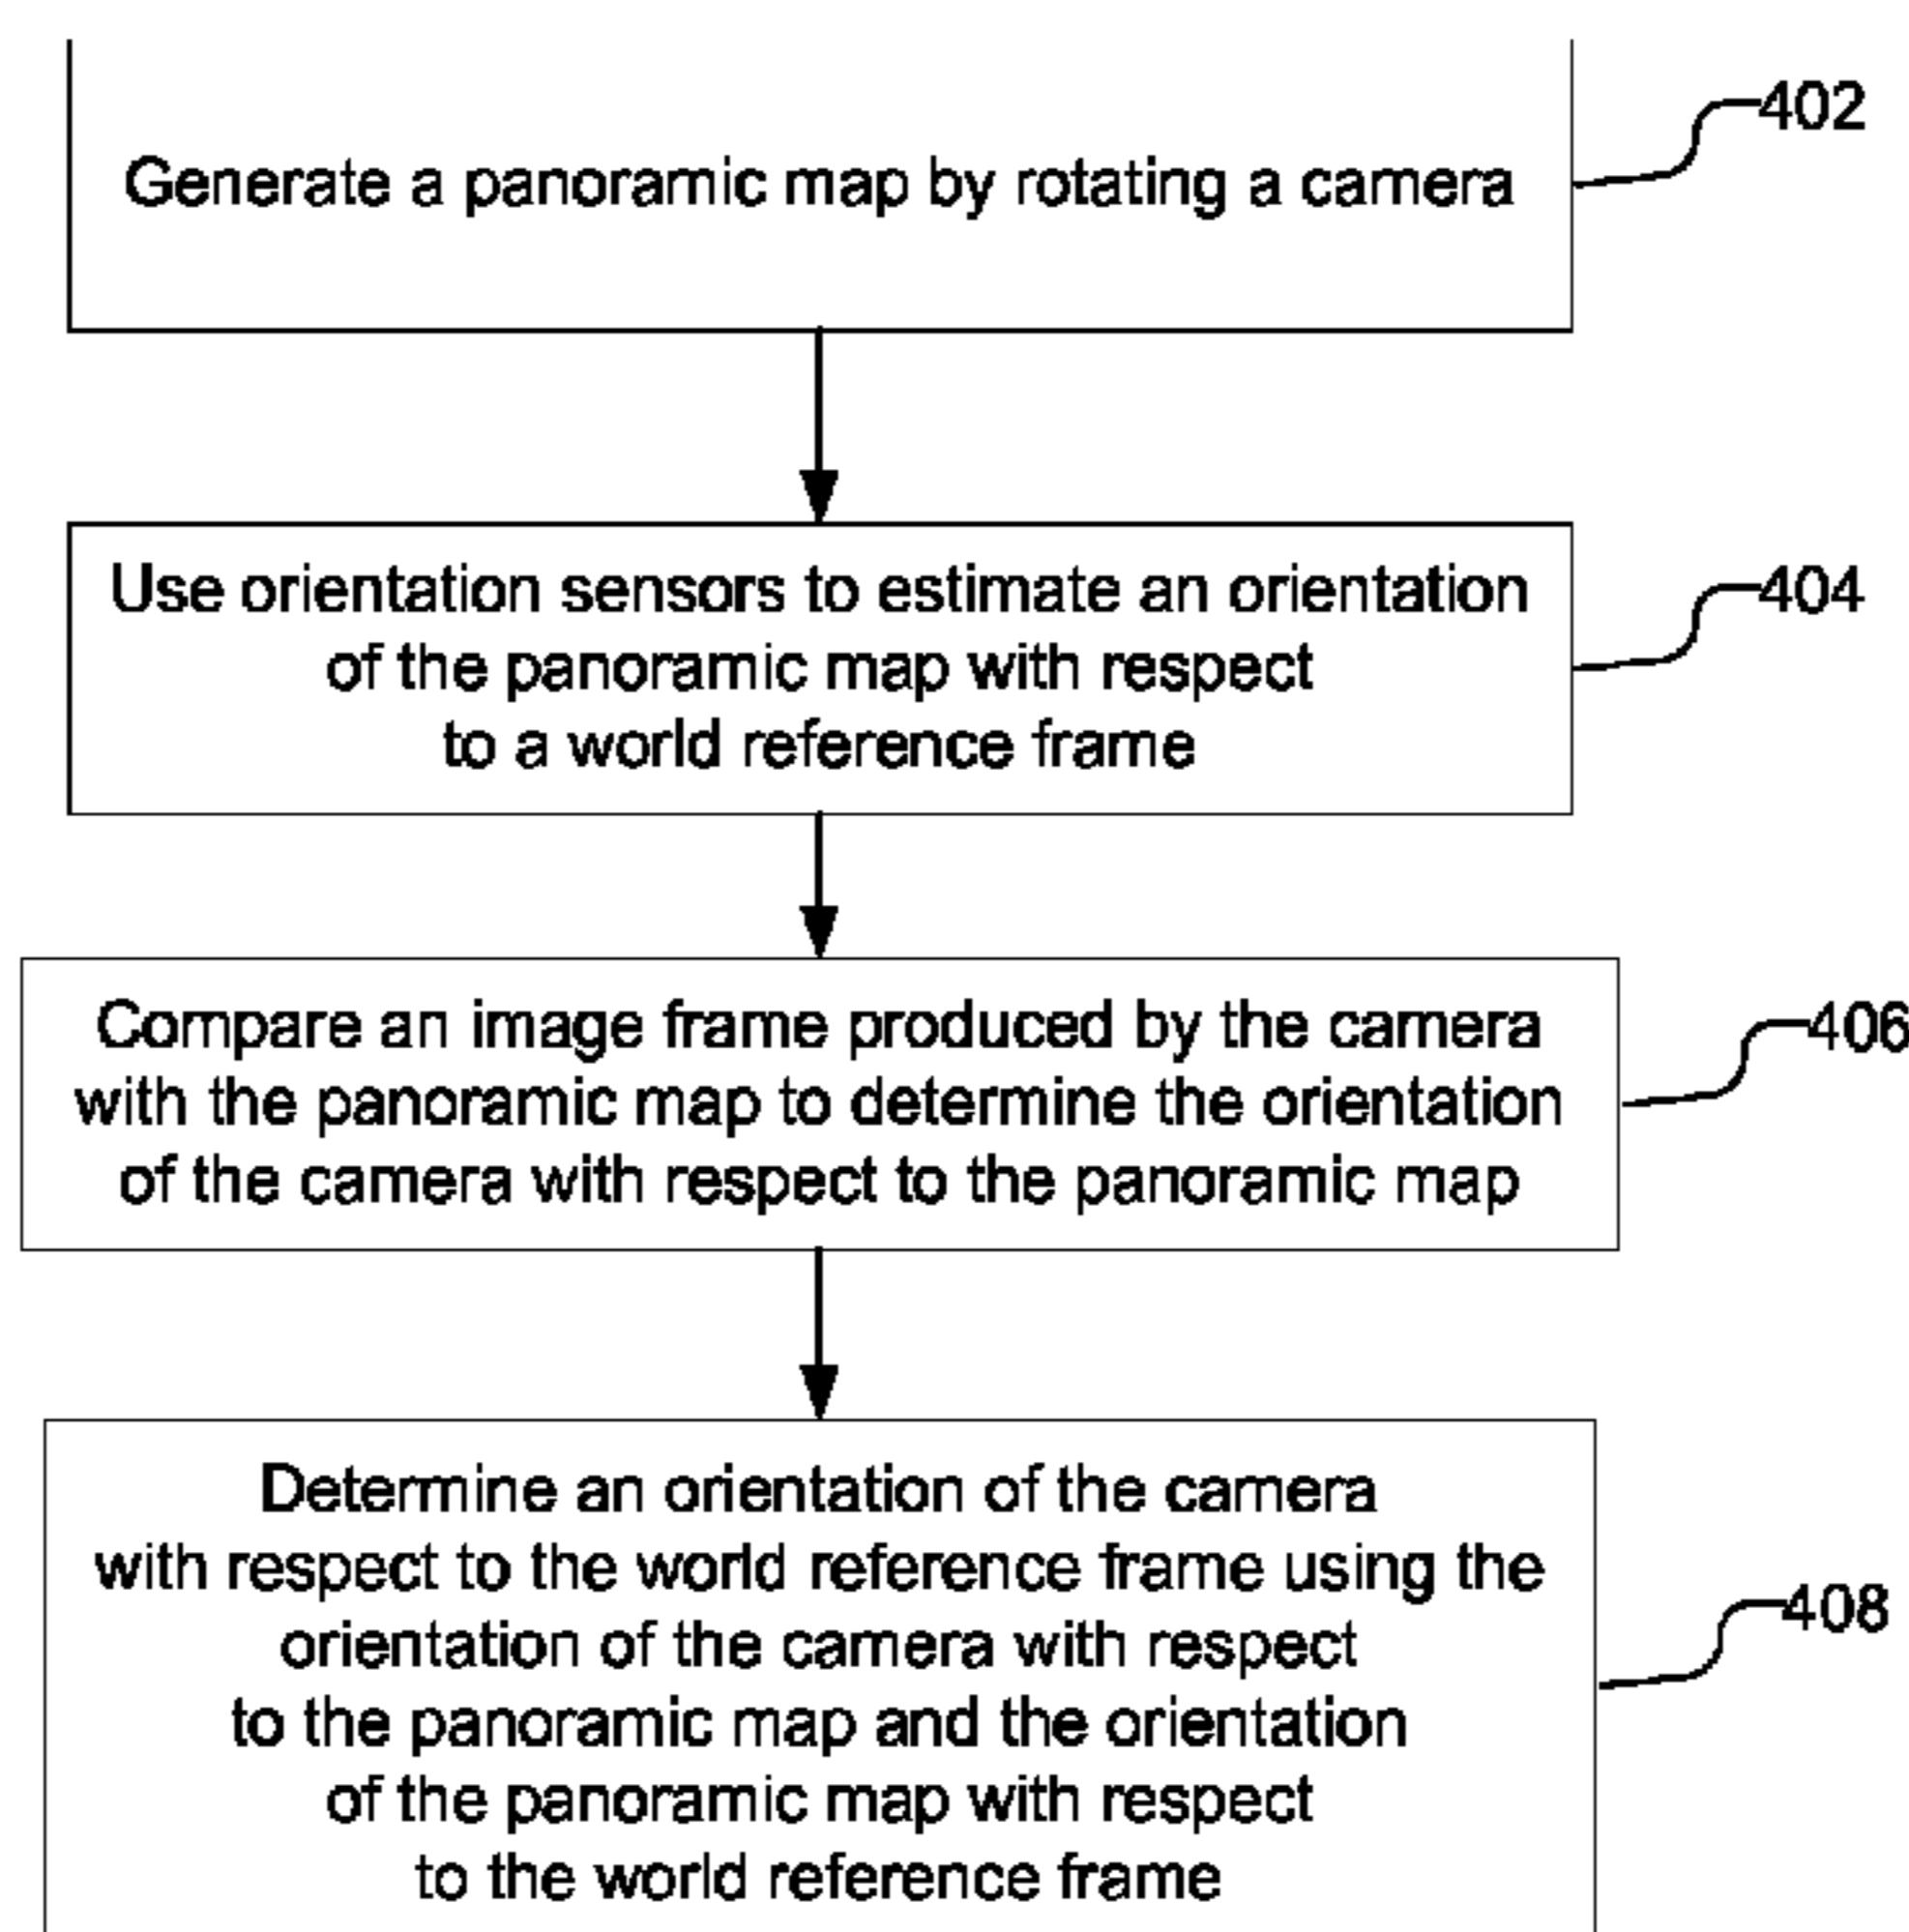 402
Generate a panoramic map by rotating a camera
404
Use orientation sensors to estimate an orientation
of the panoramic map with respect
to a world reference frame
406
Compare an image frame produced by the camera
with the panoramic map to determine the orientation
of the camera with respect to the panoramic map
408
Determine an orientation of the camera
with respect to the world reference frame using the
orientation of the camera with respect
to the panoramic map and the orientation
of the panoramic map with respect
to the world reference frame